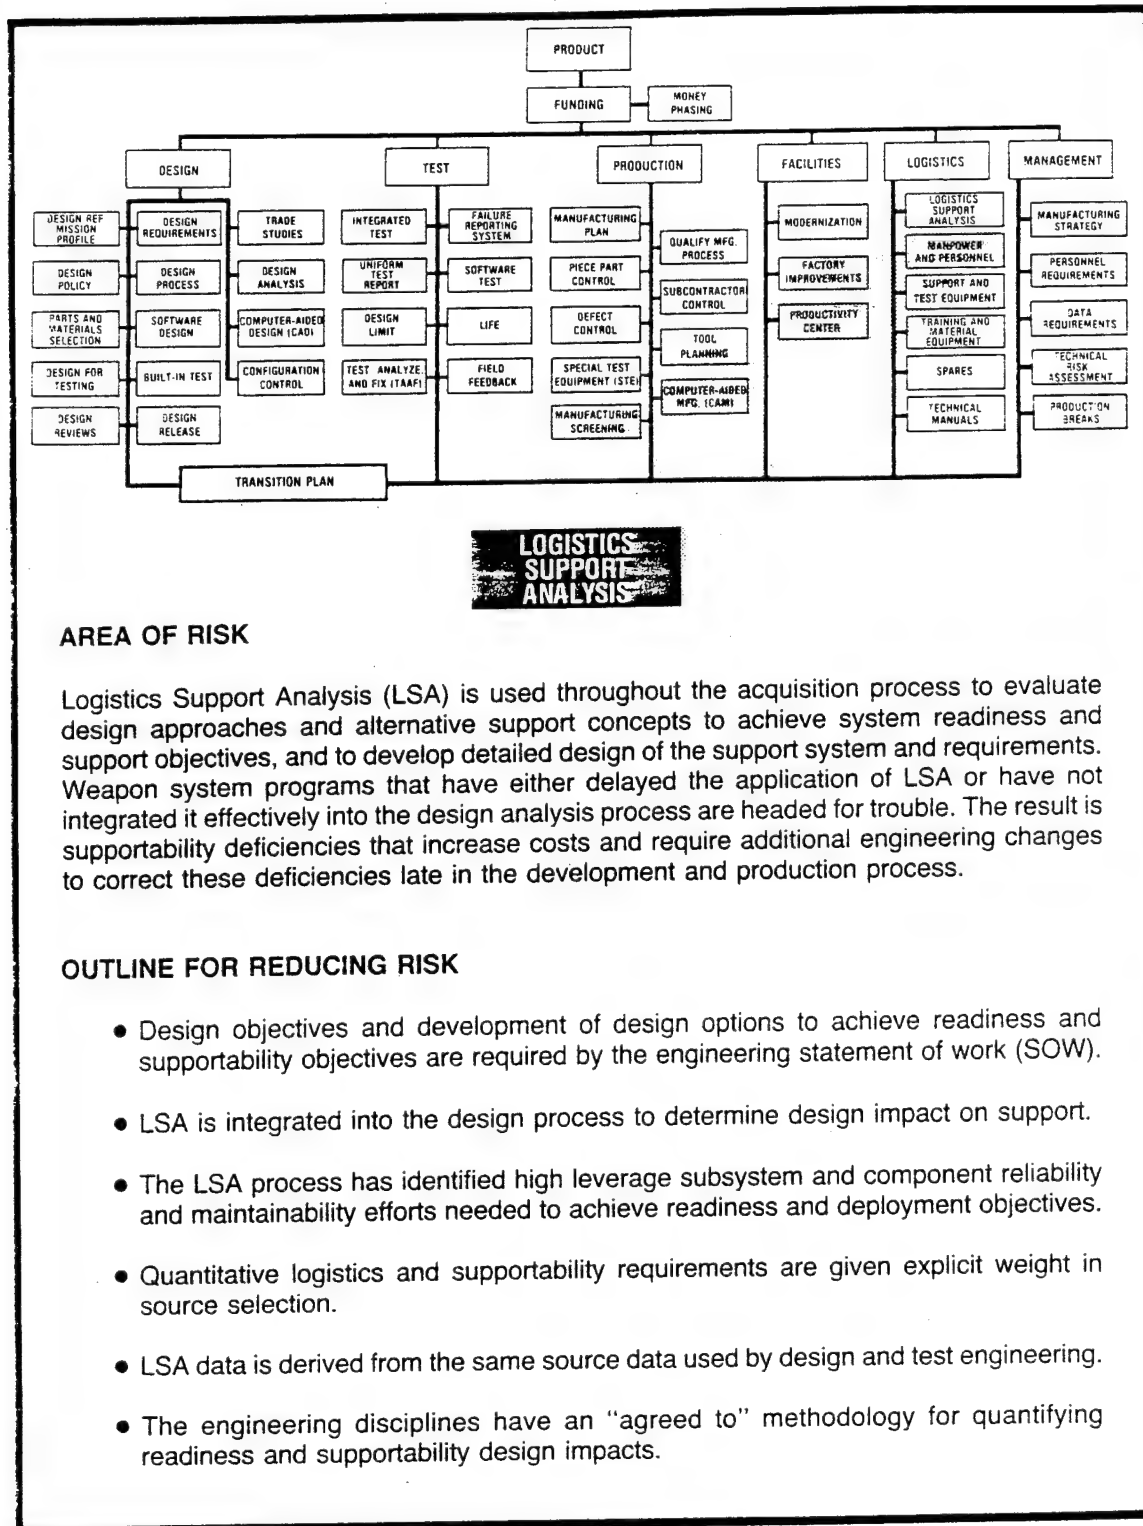 PRODUCT
FUNDING
MONEY
PHASING
DESIGN
TEST
PRODUCTION
FACILITIES
LOGISTICS
MANAGEMENT
DESIGN REF
MISSION
PROFILE
DESIGN
REQUIREMENTS
TRADE
STUDIES
DESIGN
POLICY
DESIGN
PROCESS
DESIGN
ANALYSIS
PARTS AND
MATERIALS
SELECTION
SOFTWARE
DESIGN
COMPUTER-AIDED
DESIGN (CAD)
DESIGN FOR
TESTING
BUILT-IN TEST
CONFIGURATION
CONTROL
DESIGN
REVIEWS
DESIGN
RELEASE
INTEGRATED
TEST
FAILURE
REPORTING
SYSTEM
UNIFORM
TEST
REPORT
SOFTWARE
TEST
DESIGN
LIMIT
LIFE
TEST ANALYZE.
AND FIX (TAAF)
FIELD
FEEDBACK
MANUFACTURING
PLAN
QUALIFY MFG.
PROCESS
PIECE PART
CONTROL
SUBCONTRACTOR
CONTROL
DEFECT
CONTROL
TOOL
PLANNING
SPECIAL TEST
EQUIPMENT (STE)
COMPUTER-AIDED
MFG. (CAM)
MANUFACTURING
SCREENING
MODERNIZATION
FACTORY
IMPROVEMENTS
PRODUCTIVITY
CENTER
LOGISTICS
SUPPORT
ANALYSIS
MANPOWER
AND PERSONNEL
SUPPORT AND
TEST EQUIPMENT
TRAINING AND
MATERIAL
EQUIPMENT
SPARES
TECHNICAL
MANUALS
MANUFACTURING
STRATEGY
PERSONNEL
REQUIREMENTS
DATA
REQUIREMENTS
TECHNICAL
RISK
ASSESSMENT
PRODUCTION
BREAKS
TRANSITION PLAN
LOGISTICS
SUPPORT
ANALYSIS
AREA OF RISK
Logistics Support Analysis (LSA) is used throughout the acquisition process to evaluate
design approaches and alternative support concepts to achieve system readiness and
support objectives, and to develop detailed design of the support system and requirements.
Weapon system programs that have either delayed the application of LSA or have not
integrated it effectively into the design analysis process are headed for trouble. The result is
supportability deficiencies that increase costs and require additional engineering changes
to correct these deficiencies late in the development and production process.
OUTLINE FOR REDUCING RISK
● Design objectives and development of design options to achieve readiness and
supportability objectives are required by the engineering statement of work (SOW).
● LSA is integrated into the design process to determine design impact on support.
● The LSA process has identified high leverage subsystem and component reliability
and maintainability efforts needed to achieve readiness and deployment objectives.
● Quantitative logistics and supportability requirements are given explicit weight in
source selection.
● LSA data is derived from the same source data used by design and test engineering.
● The engineering disciplines have an "agreed to" methodology for quantifying
readiness and supportability design impacts.